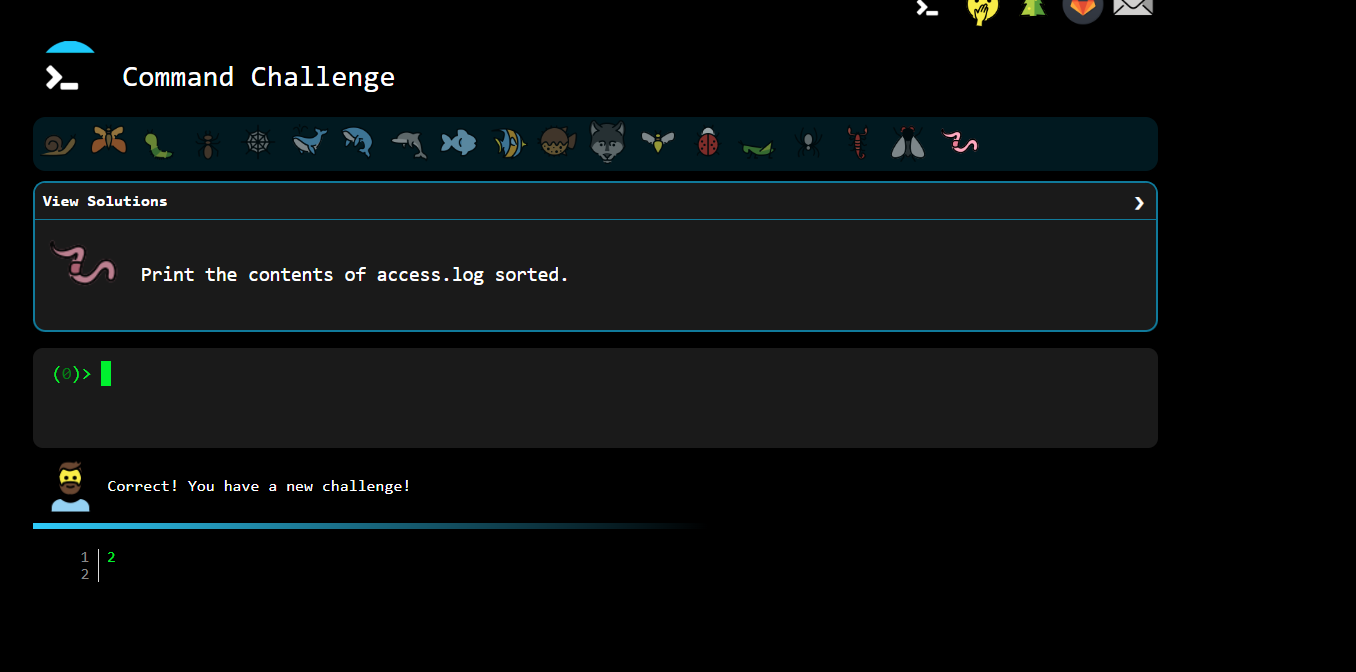 Command Challenge
View Solutions
Print the contents of access.log sorted.
(0)>
Correct! You have a new challenge!
1 2
2